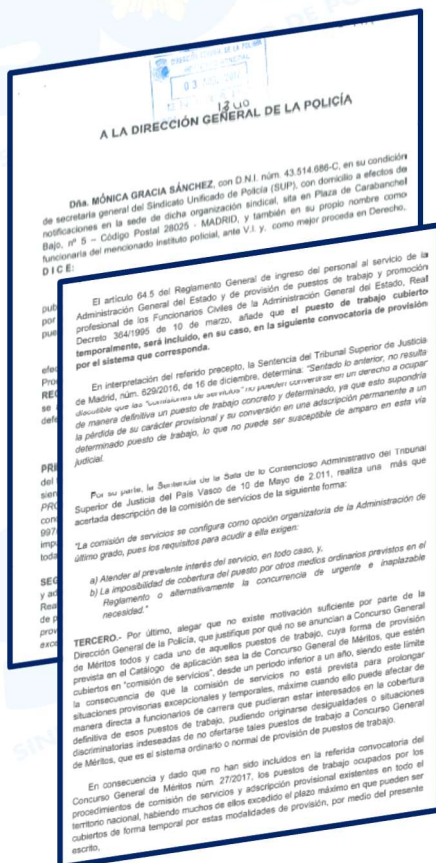 DIRECCIÓN GENERAL DE LA POLICÍA
A LA DIRECCIÓN GENERAL DE LA POLICÍA
Dña. MÓNICA GRACIA SÁNCHEZ, con D.N.I. núm. 43.514.686-C, en su condición
de secretaria general del Sindicato Unificado de Policía (SUP), con domicilio a efectos de
notificaciones en la sede de dicha organización sindical, sita en Plaza de Carabanchel
Bajo, nº 5 – Código Postal 28025 - MADRID, y también en su propio nombre como
funcionaria del mencionado instituto policial, ante V.I. y, como mejor proceda en Derecho,
D I C E:
El artículo 64.5 del Reglamento General de ingreso del personal al servicio de la
Administración General del Estado y de provisión de puestos de trabajo y promoción
profesional de los Funcionarios Civiles de la Administración General del Estado, Real
Decreto 364/1995 de 10 de marzo, añade que el puesto de trabajo cubierto
temporalmente, será incluido, en su caso, en la siguiente convocatoria de provisión
por el sistema que corresponda.
En interpretación del referido precepto, la Sentencia del Tribunal Superior de Justicia
de Madrid, núm. 629/2016, de 16 de diciembre, determina: "Sentado lo anterior, no resulta
discutible que las "comisiones de servicios" no pueden convertirse en un derecho a ocupar
de manera definitiva un puesto de trabajo concreto y determinado, ya que esto supondría
la pérdida de su carácter provisional y su conversión en una adscripción permanente a un
determinado puesto de trabajo, lo que no puede ser susceptible de amparo en esta vía
judicial.
Por su parte, la Sentencia de la Sala de lo Contencioso Administrativo del Tribunal
Superior de Justicia del País Vasco de 10 de Mayo de 2.011, realiza una más que
acertada descripción de la comisión de servicios de la siguiente forma:
"La comisión de servicios se configura como opción organizatoria de la Administración de
último grado, pues los requisitos para acudir a ella exigen:
a) Atender al prevalente interés del servicio, en todo caso, y,
b) La imposibilidad de cobertura del puesto por otros medios ordinarios previstos en el
Reglamento o alternativamente la concurrencia de urgente e inaplazable
necesidad."
TERCERO.- Por último, alegar que no existe motivación suficiente por parte de la
Dirección General de la Policía, que justifique por qué no se anuncian a Concurso General
de Méritos todos y cada uno de aquellos puestos de trabajo, cuya forma de provisión
prevista en el Catálogo de aplicación sea la de Concurso General de Méritos, que estén
cubiertos en "comisión de servicios", desde un período inferior a un año, siendo este límite
la consecuencia de que la comisión de servicios no está prevista para prolongar
situaciones provisorias excepcionales y temporales, máxime cuando ello puede afectar de
manera directa a funcionarios de carrera que pudieran estar interesados en la cobertura
definitiva de esos puestos de trabajo, pudiendo originarse desigualdades o situaciones
discriminatorias indeseadas de no ofertarse tales puestos de trabajo a Concurso General
de Méritos, que es el sistema ordinario o normal de provisión de puestos de trabajo.
En consecuencia y dado que no han sido incluidos en la referida convocatoria del
Concurso General de Méritos núm. 27/2017, los puestos de trabajo ocupados por los
procedimientos de comisión de servicios y adscripción provisional existentes en todo el
territorio nacional, habiendo muchos de ellos excedido el plazo máximo en que pueden ser
cubiertos de forma temporal por estas modalidades de provisión, por medio del presente
escrito,